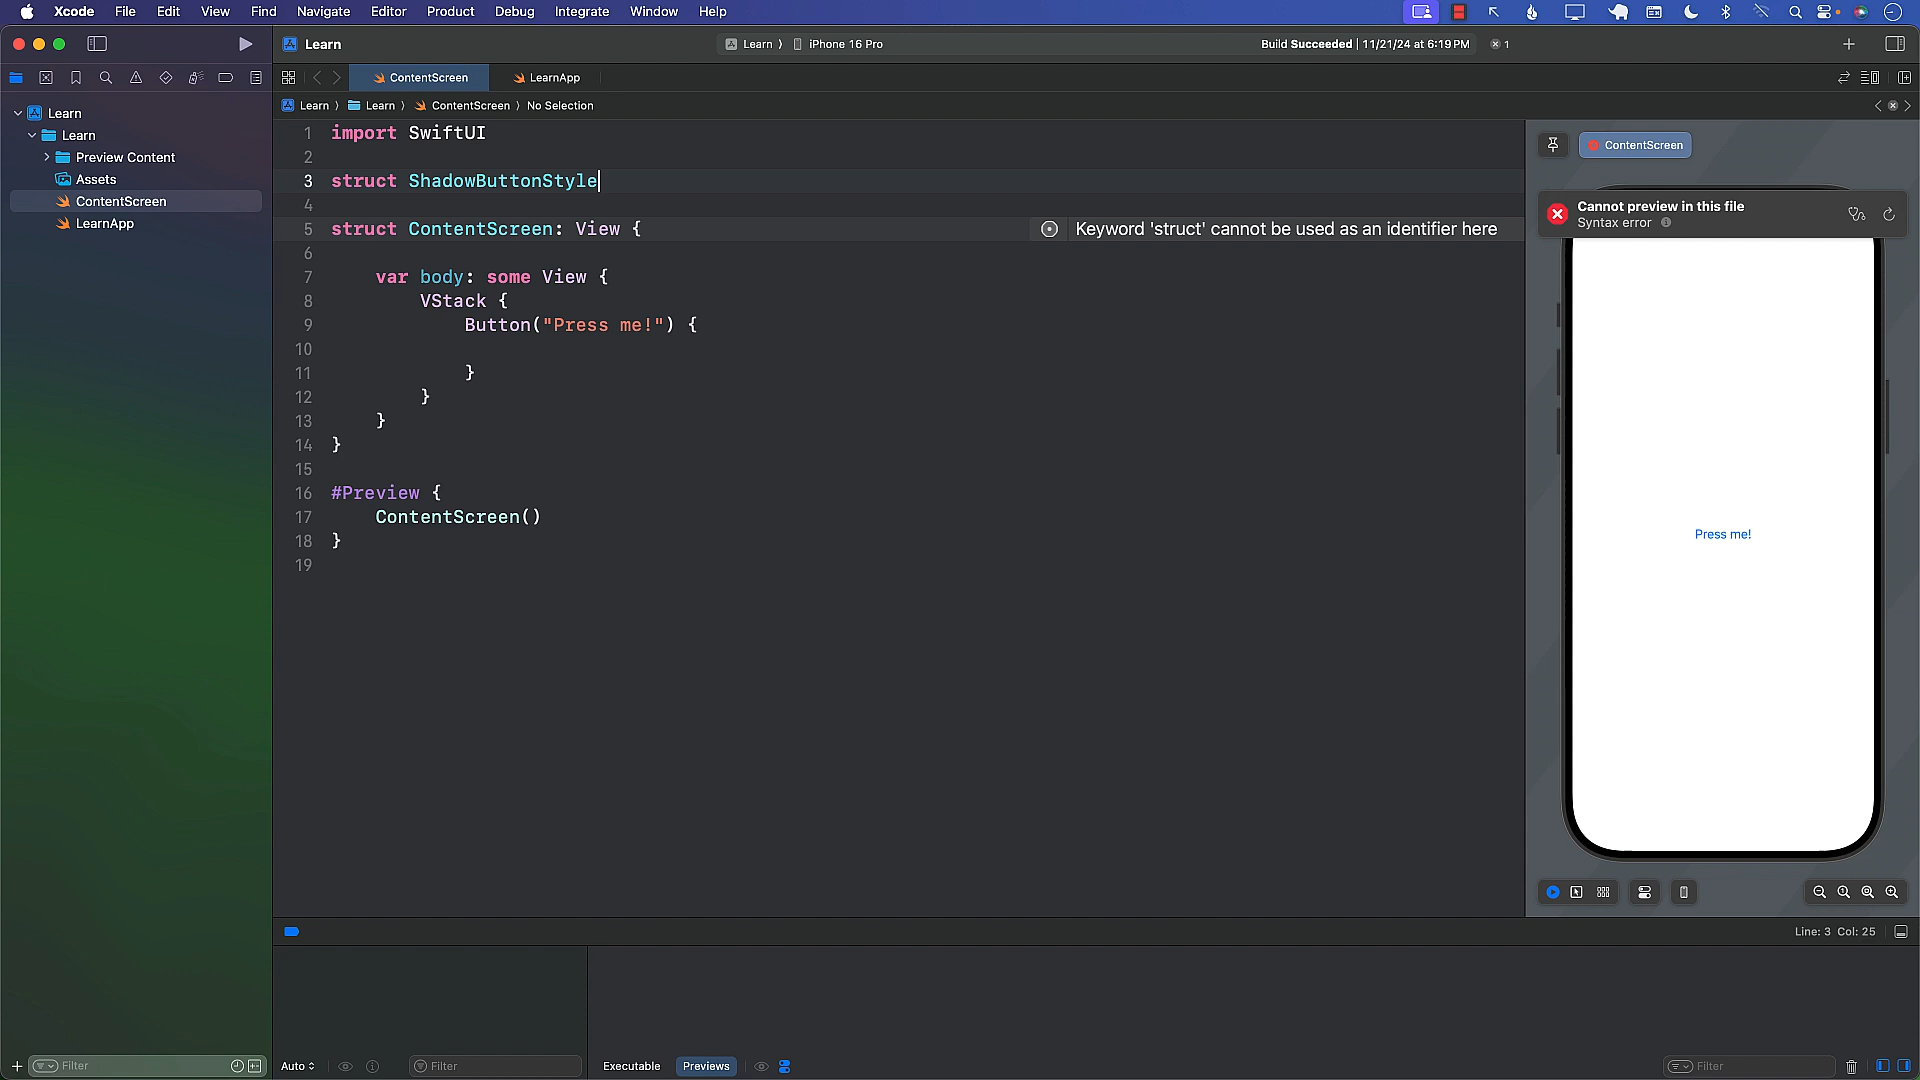 Xcode File Edit View Find Navigate Editor Product Debug Integrate Window Help
Learn
Learn ⟩ iPhone 16 Pro
Build Succeeded | 11/21/24 at 6:19 PM
1
ContentScreen
LearnApp
Learn ⟩ Learn ⟩ ContentScreen ⟩ No Selection
Learn
Learn
Preview Content
Assets
ContentScreen
LearnApp
1 import SwiftUI
2
3 struct ShadowButtonStyle
4
5 struct ContentScreen: View {
Keyword 'struct' cannot be used as an identifier here
6
7 var body: some View {
8 VStack {
9 Button("Press me!") {
10
11 }
12 }
13 }
14 }
15
16 #Preview {
17 ContentScreen()
18 }
19
ContentScreen
Cannot preview in this file
Syntax error
Press me!
Line: 3 Col: 25
Filter
Auto
Filter
Executable
Previews
Filter